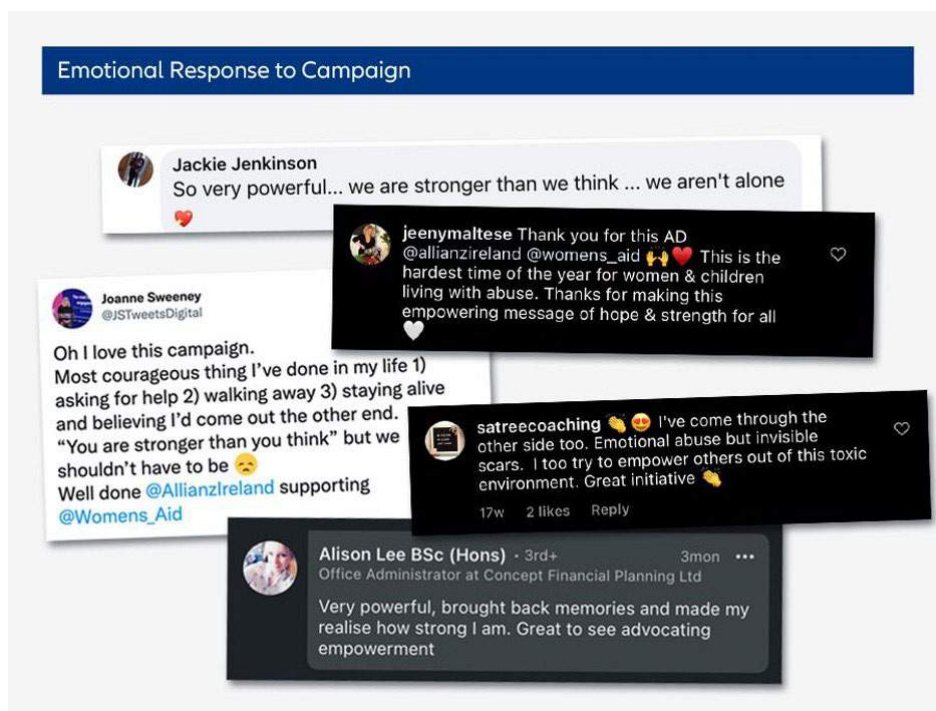 Emotional Response to Campaign
Jackie Jenkinson
So very powerful... we are stronger than we think ... we aren't alone
💖
jeenymaltese Thank you for this AD
@allianzireland @womens_aid 🙌❤️ This is the
hardest time of the year for women & children
living with abuse. Thanks for making this
empowering message of hope & strength for all
🤍
Joanne Sweeney
@JSTweetsDigital
Oh I love this campaign.
Most courageous thing I've done in my life 1)
asking for help 2) walking away 3) staying alive
and believing I'd come out the other end.
“You are stronger than you think” but we
shouldn't have to be 😞
Well done @AllianzIreland supporting
@Womens_Aid
satreecoaching 👏😍 I've come through the
other side too. Emotional abuse but invisible
scars. I too try to empower others out of this toxic
environment. Great initiative 👏
17w 2 likes Reply
Alison Lee BSc (Hons) · 3rd+ 3mon •••
Office Administrator at Concept Financial Planning Ltd
Very powerful, brought back memories and made my
realise how strong I am. Great to see advocating
empowerment